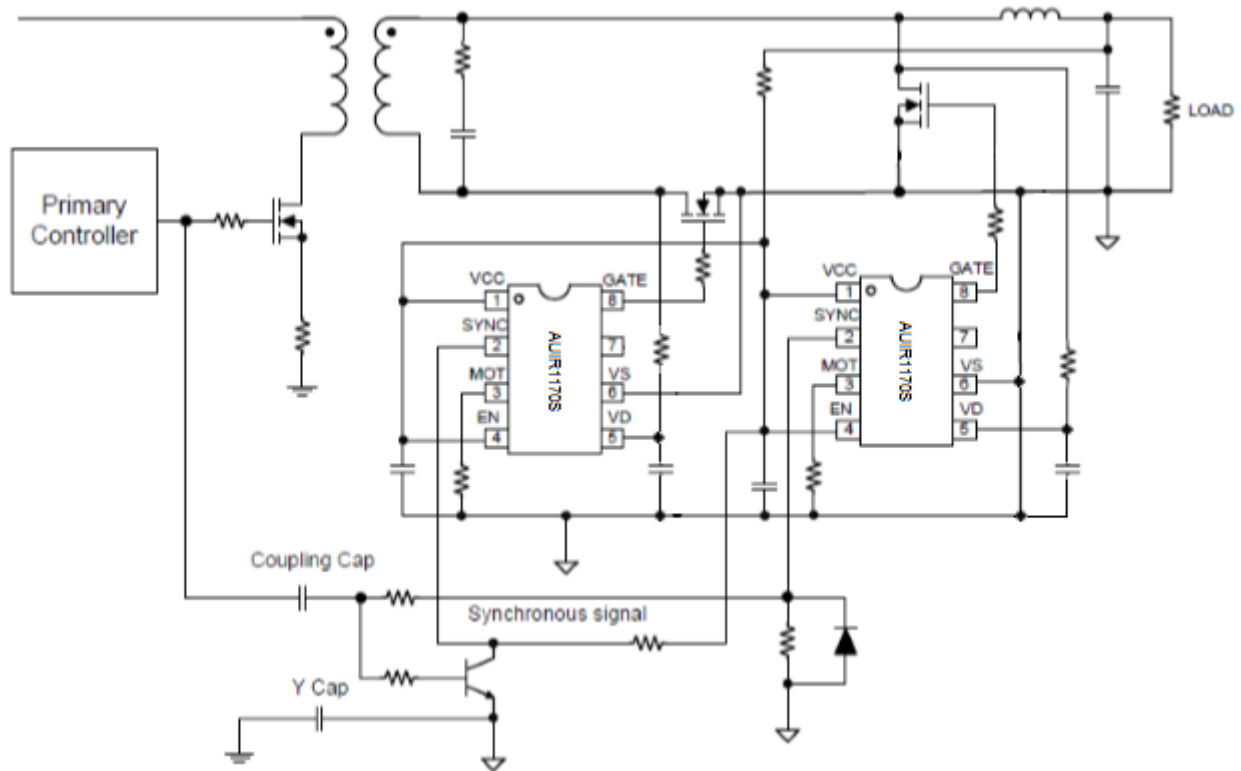 LOAD
Primary
Controller
VCC
GATE
1
8
SYNC
2
7
MOT
VS
3
6
EN
VD
4
5
AUIR1170S
VCC
GATE
1
8
SYNC
2
7
MOT
VS
3
6
EN
VD
4
5
AUIR1170S
Coupling Cap
Synchronous signal
Y Cap